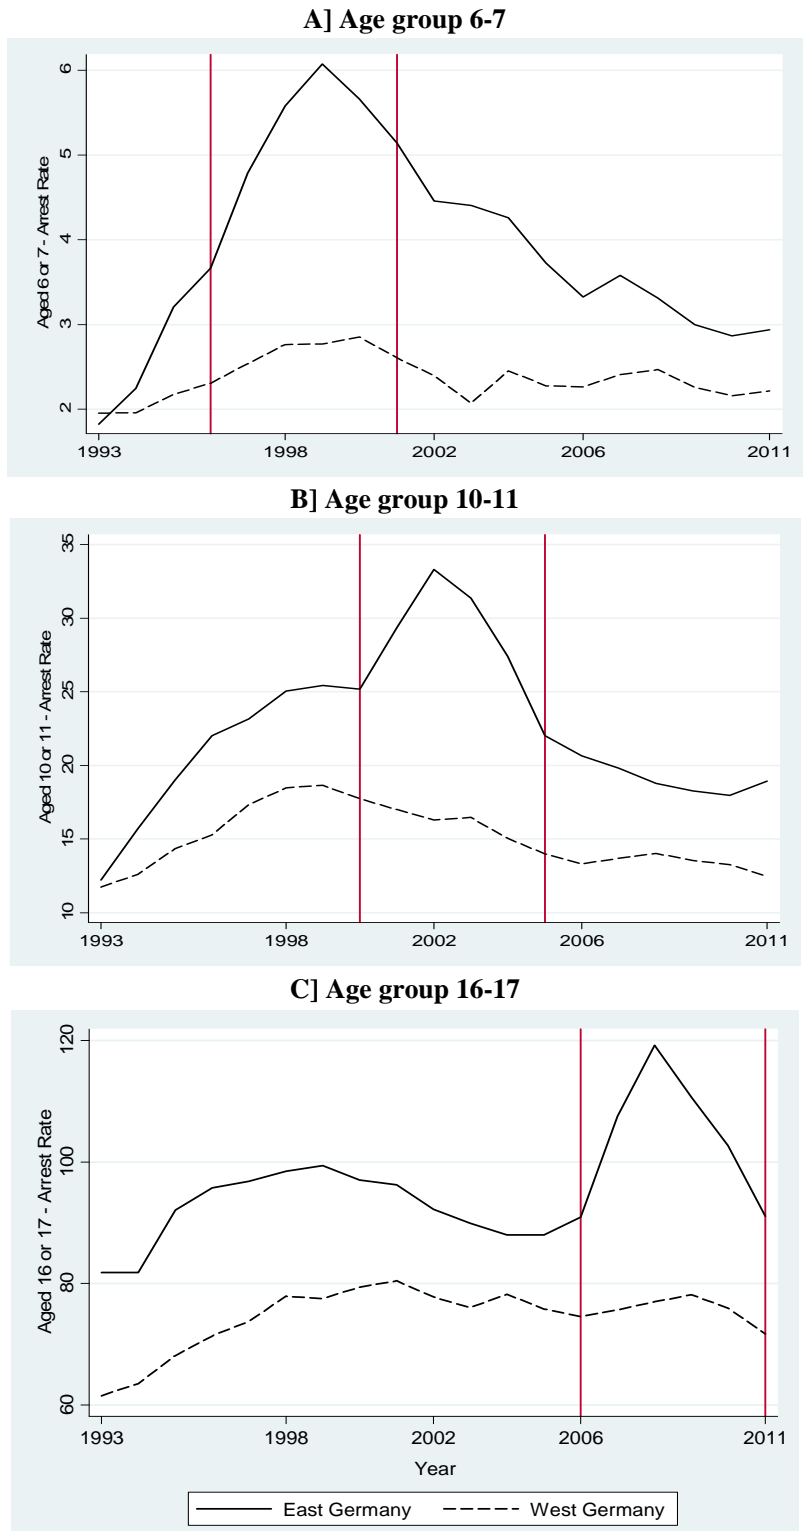 A] Age group 6-7
Aged 6 or 7 - Arrest Rate
6
5
4
3
2
1993 1998 2002 2006 2011
B] Age group 10-11
Aged 10 or 11 - Arrest Rate
35
30
25
20
15
10
1993 1998 2002 2006 2011
C] Age group 16-17
Aged 16 or 17 - Arrest Rate
120
100
80
60
1993 1998 2002 2006 2011
Year
East Germany West Germany